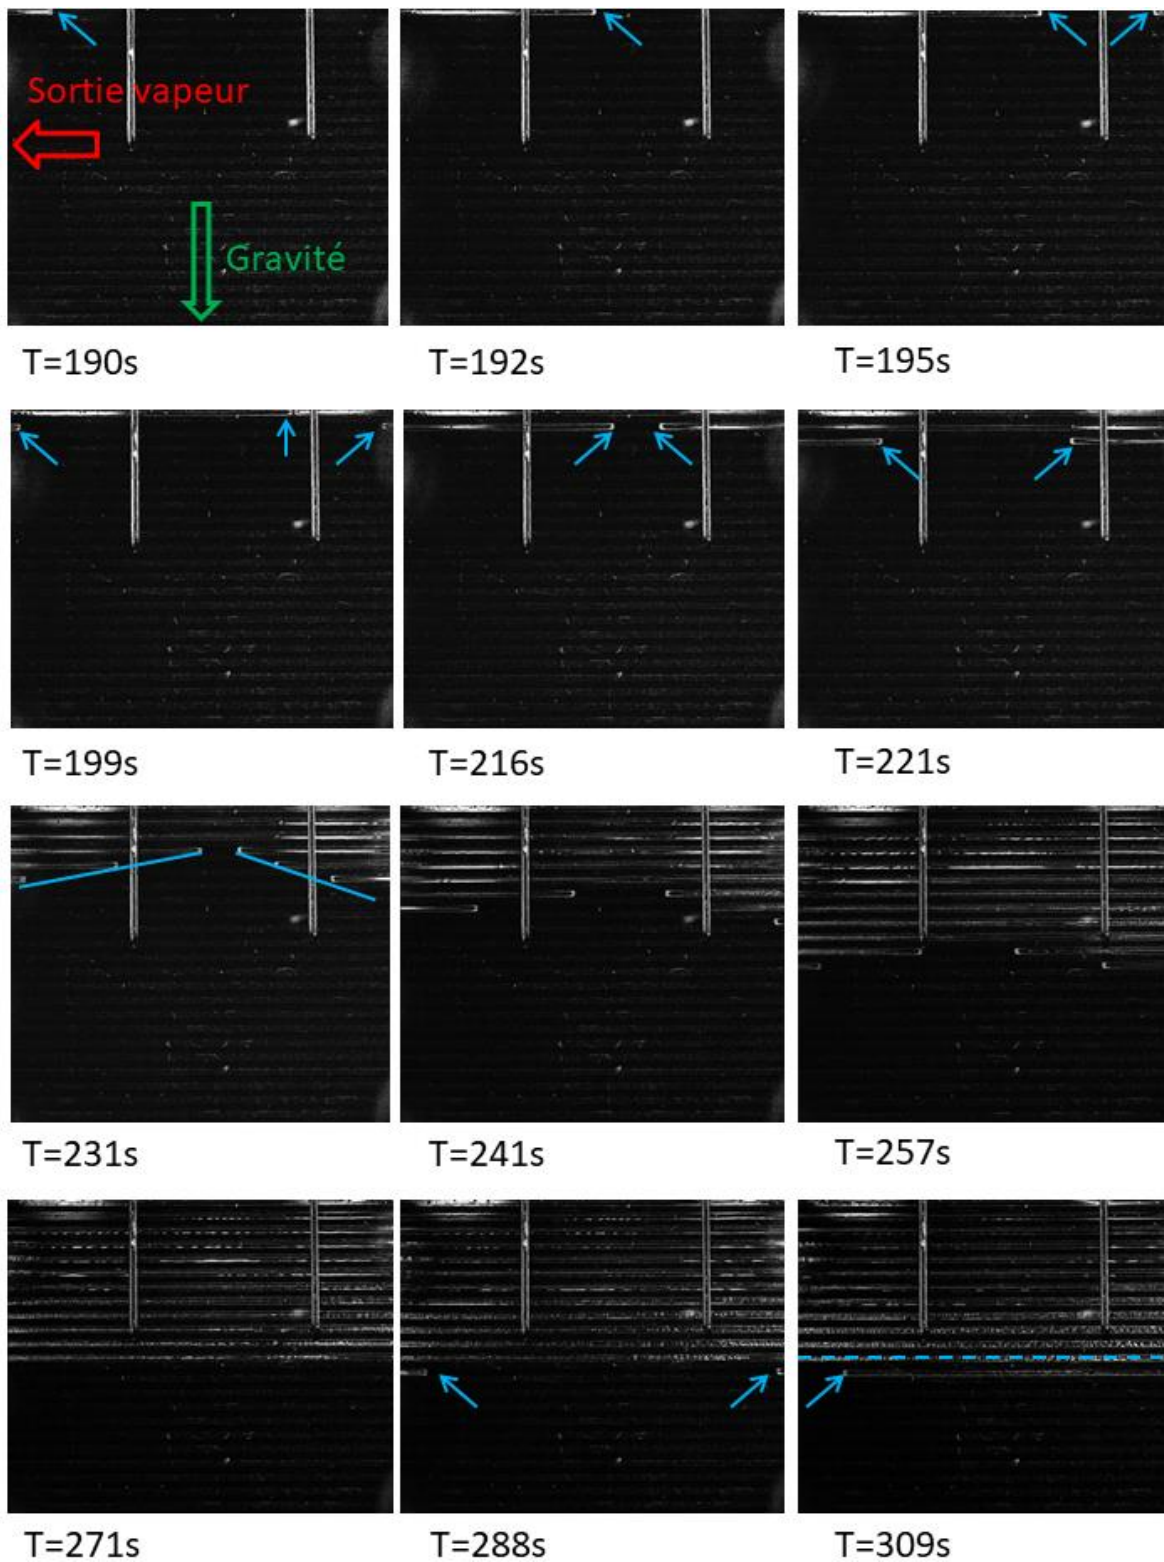 Sortie vapeur
Gravité
T=190s
T=192s
T=195s
T=199s
T=216s
T=221s
T=231s
T=241s
T=257s
T=271s
T=288s
T=309s